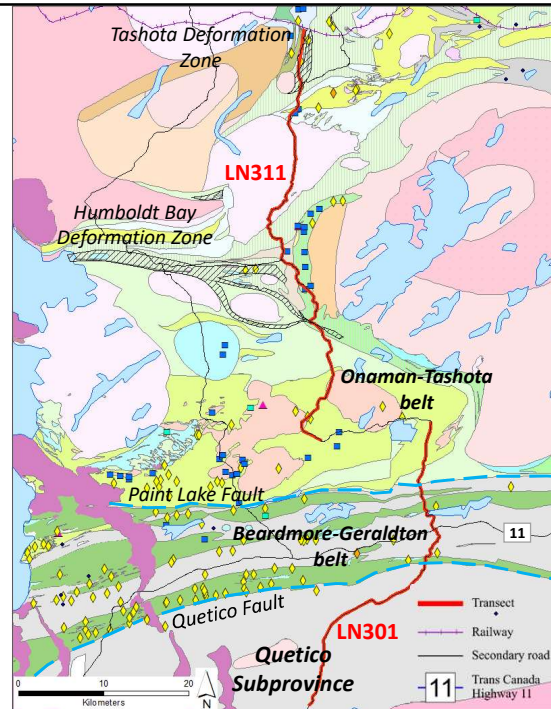 Tashota Deformation
Zone
LN311
Humboldt Bay
Deformation Zone
Onaman-Tashota
belt
Paint Lake Fault
11
Beardmore-Geraldton
belt
Quetico Fault
LN301
Quetico
Subprovince
Transect
Railway
Secondary road
11 Trans Canada
Highway 11
0 10 20
Kilometers
N